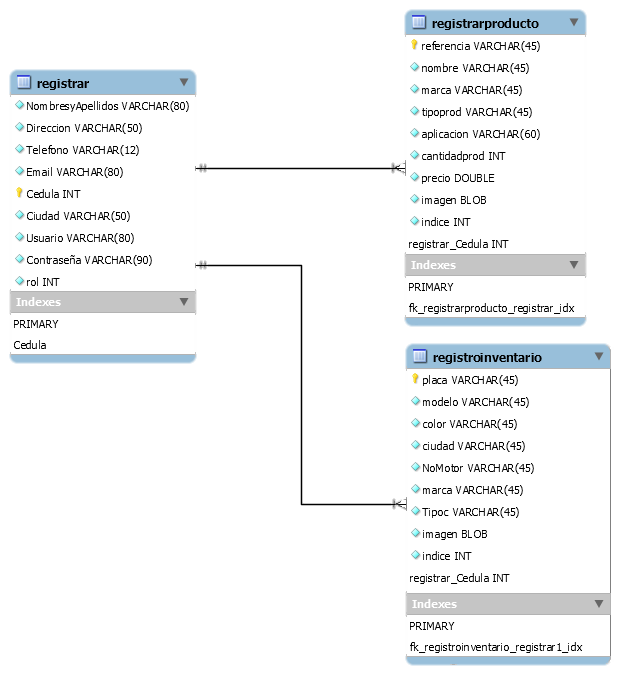 registrar
NombresyApellidos VARCHAR(80)
Direccion VARCHAR(50)
Telefono VARCHAR(12)
Email VARCHAR(80)
Cedula INT
Ciudad VARCHAR(50)
Usuario VARCHAR(80)
Contraseña VARCHAR(90)
rol INT
Indexes
PRIMARY
Cedula
registrarproducto
referencia VARCHAR(45)
nombre VARCHAR(45)
marca VARCHAR(45)
tipoprod VARCHAR(45)
aplicacion VARCHAR(60)
cantidadprod INT
precio DOUBLE
imagen BLOB
indice INT
registrar_Cedula INT
Indexes
PRIMARY
fk_registrarproducto_registrar_idx
registroinventario
placa VARCHAR(45)
modelo VARCHAR(45)
color VARCHAR(45)
ciudad VARCHAR(45)
NoMotor VARCHAR(45)
marca VARCHAR(45)
Tipoc VARCHAR(45)
imagen BLOB
indice INT
registrar_Cedula INT
Indexes
PRIMARY
fk_registroinventario_registrar1_idx